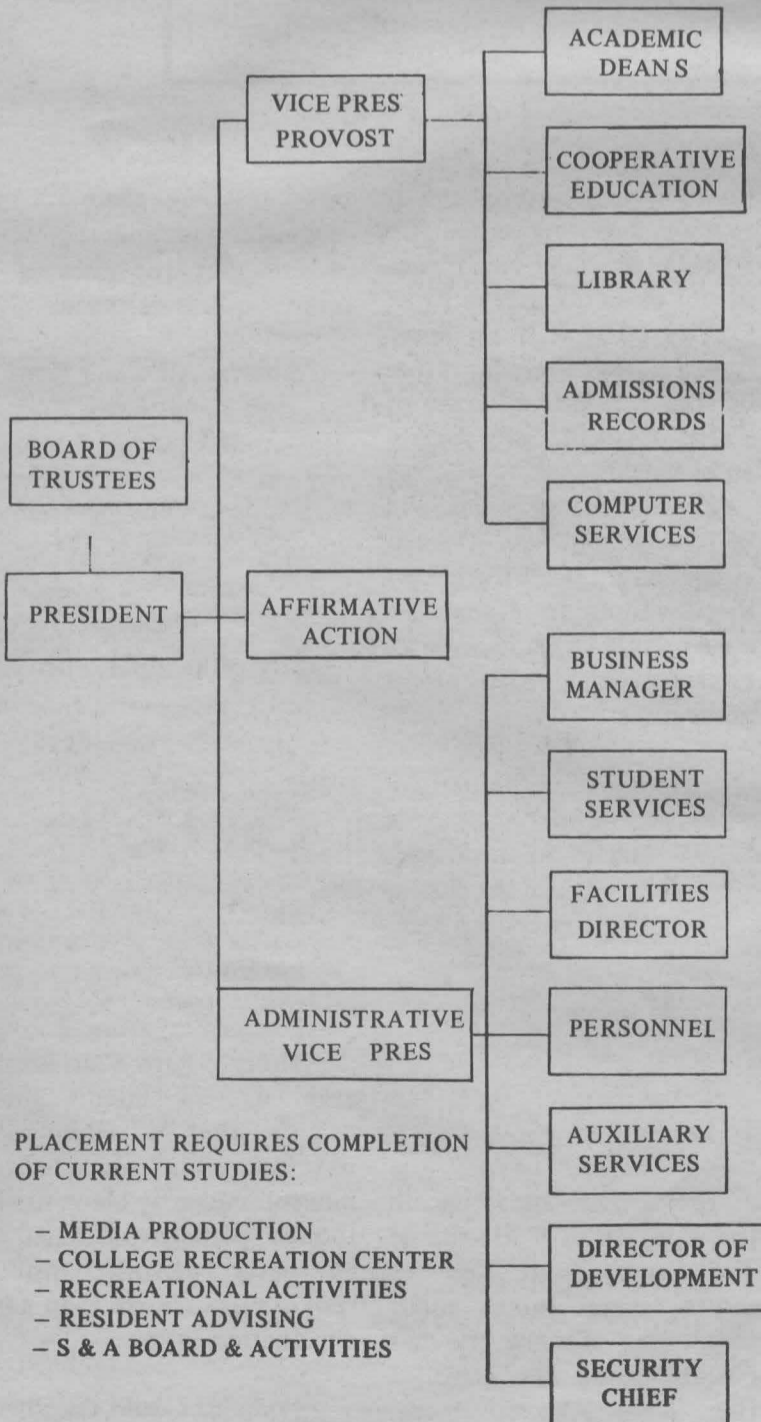 ACADEMIC
DEAN S
VICE PRES
PROVOST
COOPERATIVE
EDUCATION
LIBRARY
ADMISSIONS
RECORDS
BOARD OF
TRUSTEES
COMPUTER
SERVICES
PRESIDENT
AFFIRMATIVE
ACTION
BUSINESS
MANAGER
STUDENT
SERVICES
FACILITIES
DIRECTOR
ADMINISTRATIVE
VICE PRES
PERSONNEL
AUXILIARY
SERVICES
DIRECTOR OF
DEVELOPMENT
SECURITY
CHIEF
PLACEMENT REQUIRES COMPLETION
OF CURRENT STUDIES:
– MEDIA PRODUCTION
– COLLEGE RECREATION CENTER
– RECREATIONAL ACTIVITIES
– RESIDENT ADVISING
– S & A BOARD & ACTIVITIES